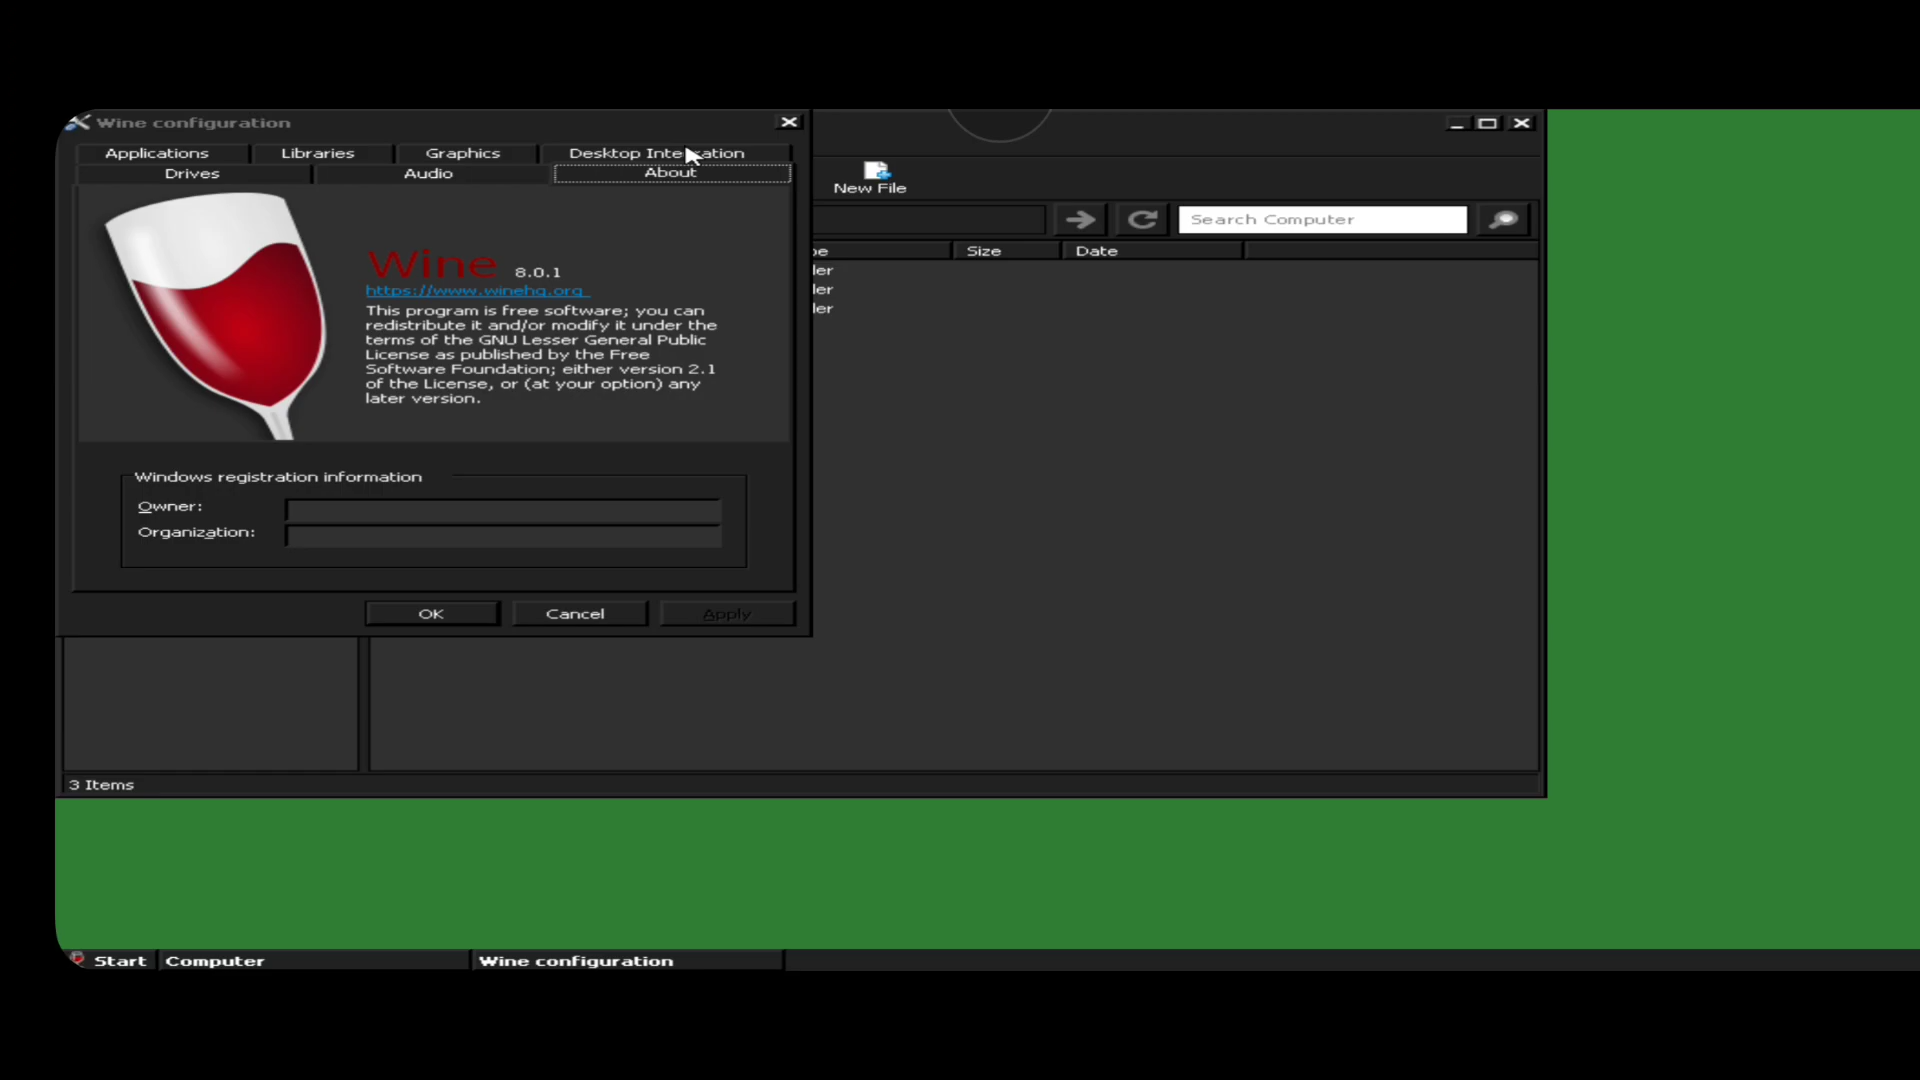 Wine configuration
Applications Libraries Graphics Desktop Integration
Drives Audio About
Wine 8.0.1
https://www.winehq.org
This program is free software; you can
redistribute it and/or modify it under the
terms of the GNU Lesser General Public
License as published by the Free
Software Foundation; either version 2.1
of the License, or (at your option) any
later version.
Windows registration information
Owner:
Organization:
OK Cancel Apply
New File
Search Computer
Size Date
3 Items
Start Computer Wine configuration